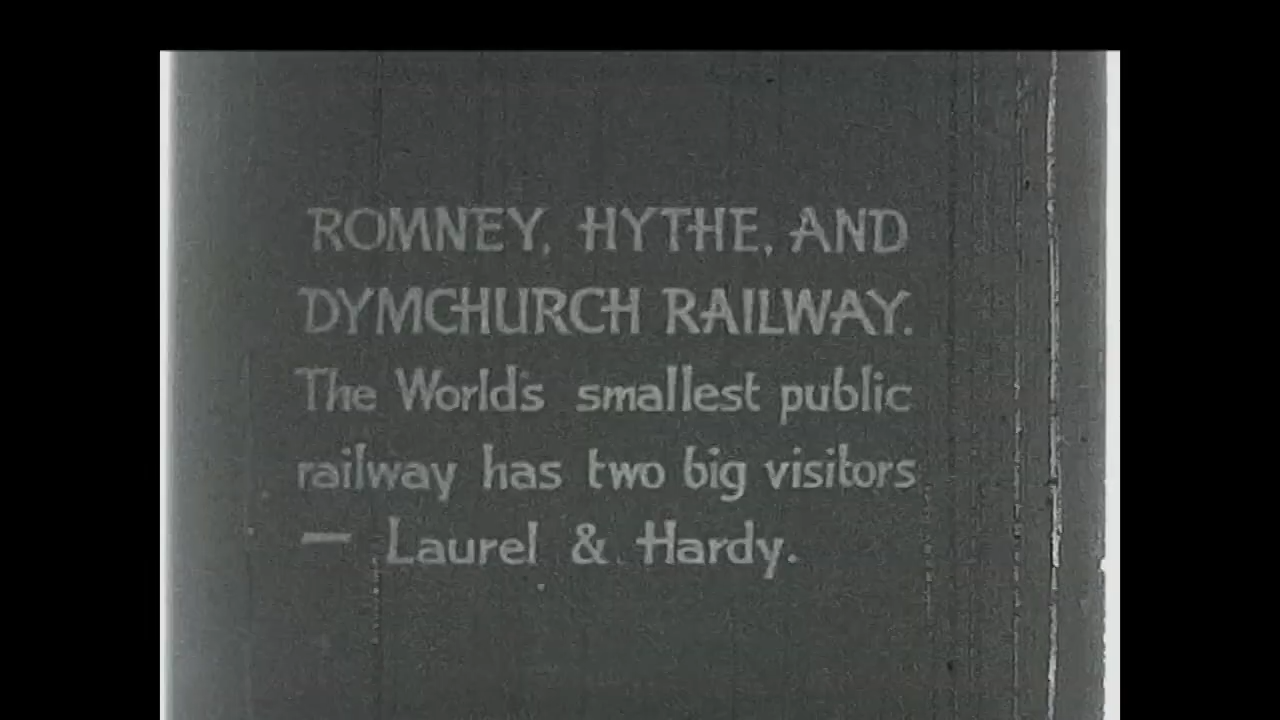 ROMNEY, HYTHE, AND
DYMCHURCH RAILWAY.
The World's smallest public
railway has two big visitors
— Laurel & Hardy.